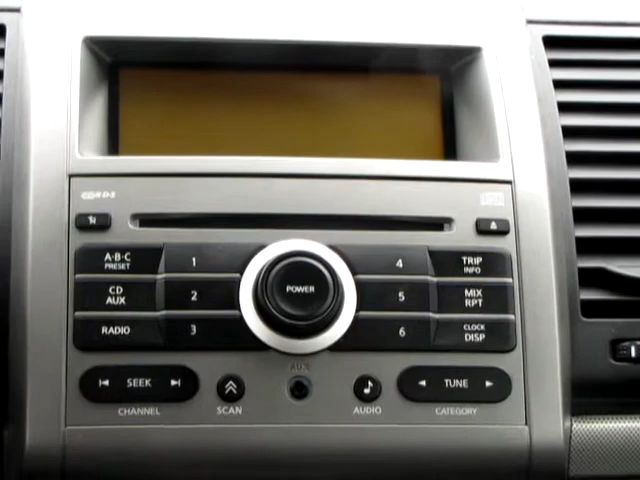 A·B·C
PRESET
1
4
TRIP
INFO
CD
AUX
2
POWER
5
MIX
RPT
RADIO
3
6
CLOCK
DISP
AUX
SEEK
TUNE
CHANNEL
SCAN
AUDIO
CATEGORY